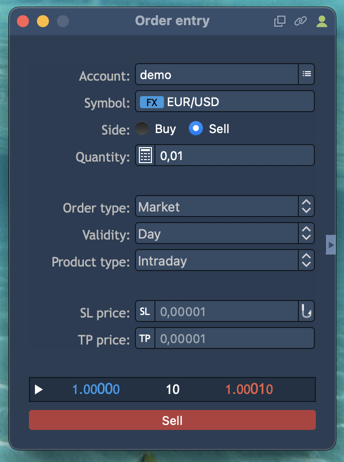 Order entry
Account: demo
Symbol: FX EUR/USD
Side: Buy Sell
Quantity: 0,01
Order type: Market
Validity: Day
Product type: Intraday
SL price: SL 0,00001
TP price: TP 0,00001
1.00000 10 1.00010
Sell